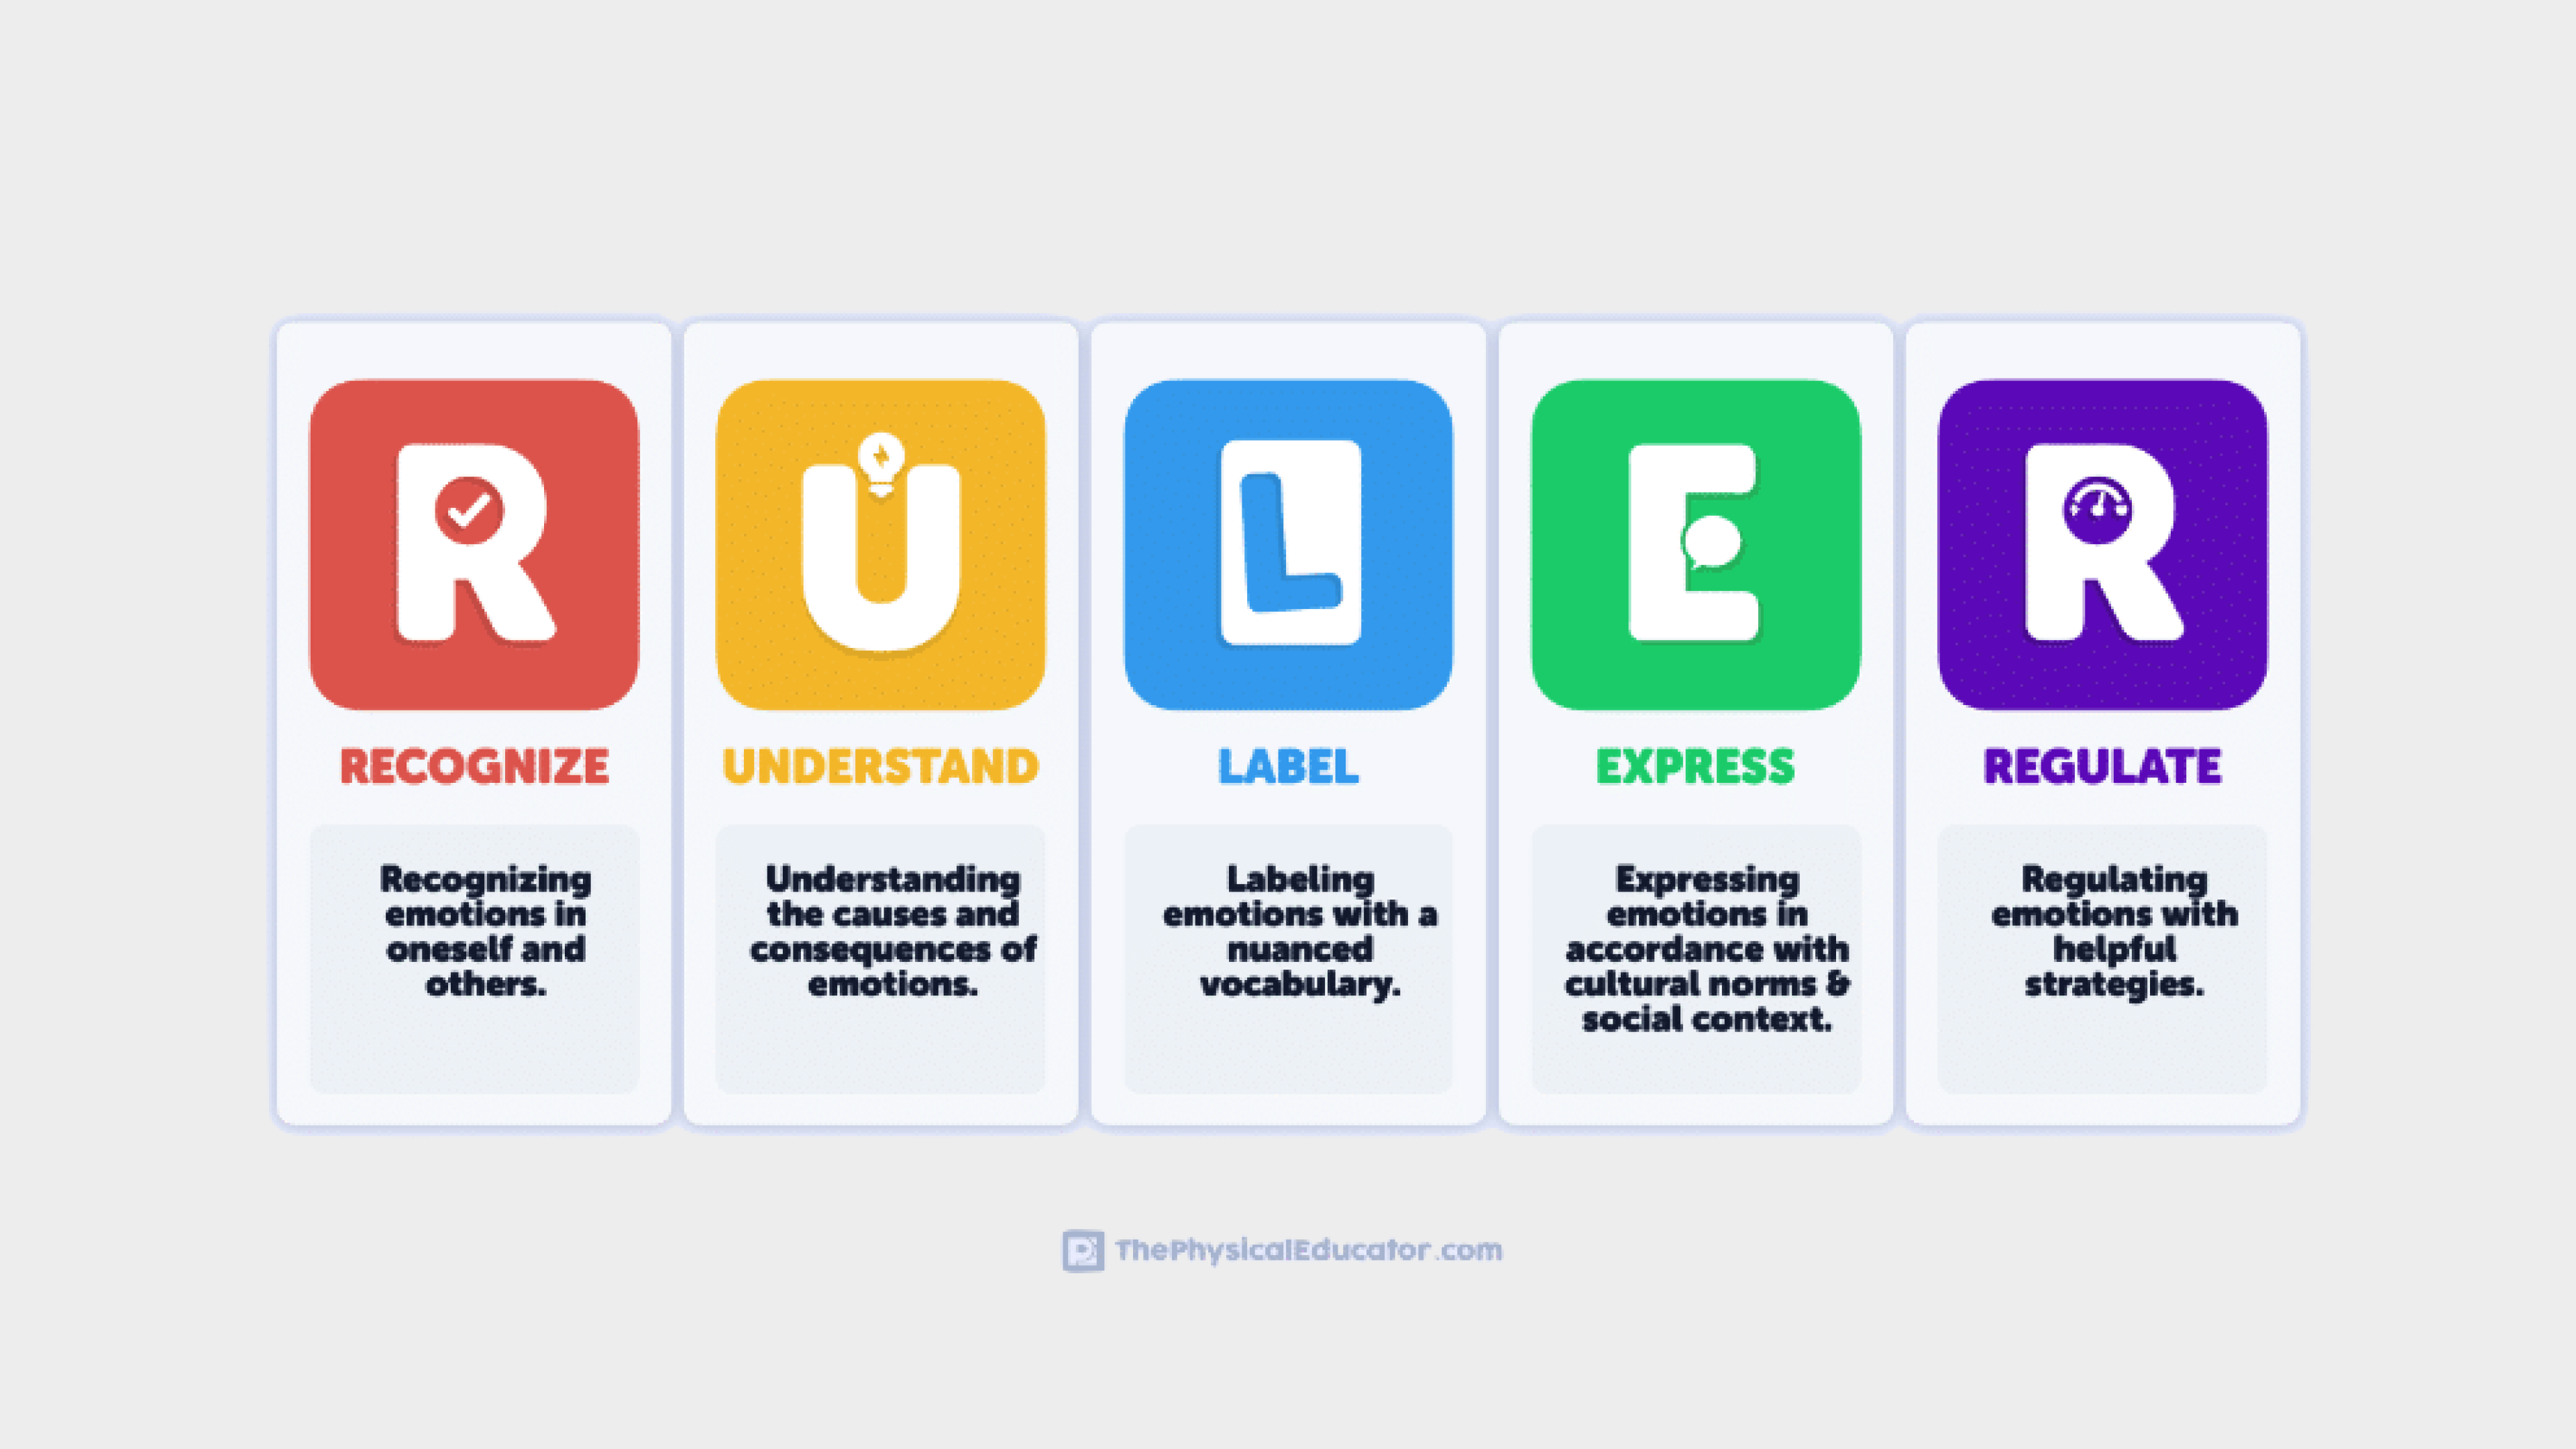 R
U
L
E
R
RECOGNIZE
UNDERSTAND
LABEL
EXPRESS
REGULATE
Recognizing
emotions in
oneself and
others.
Understanding
the causes and
consequences of
emotions.
Labeling
emotions with a
nuanced
vocabulary.
Expressing
emotions in
accordance with
cultural norms &
social context.
Regulating
emotions with
helpful
strategies.
ThePhysicalEducator.com